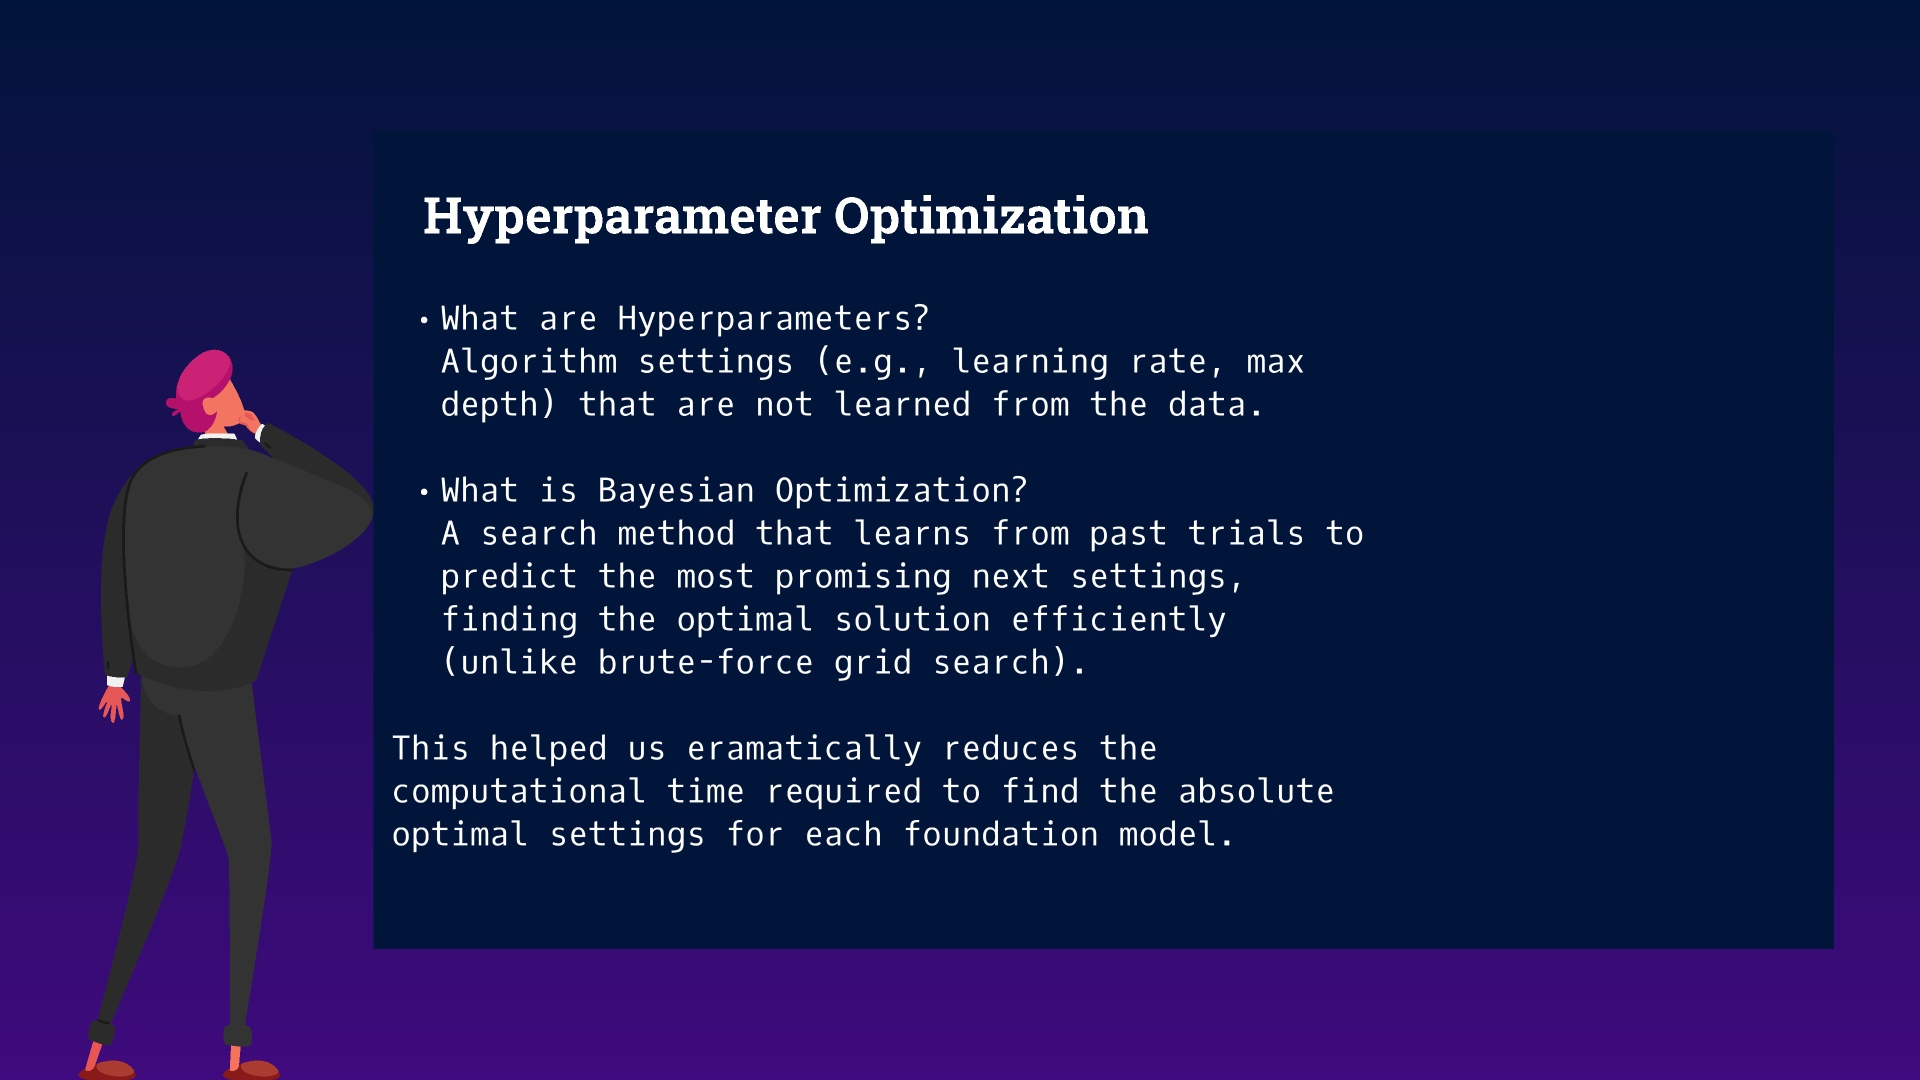 Hyperparameter Optimization
• What are Hyperparameters?
Algorithm settings (e.g., learning rate, max
depth) that are not learned from the data.
• What is Bayesian Optimization?
A search method that learns from past trials to
predict the most promising next settings,
finding the optimal solution efficiently
(unlike brute-force grid search).
This helped us eramatically reduces the
computational time required to find the absolute
optimal settings for each foundation model.